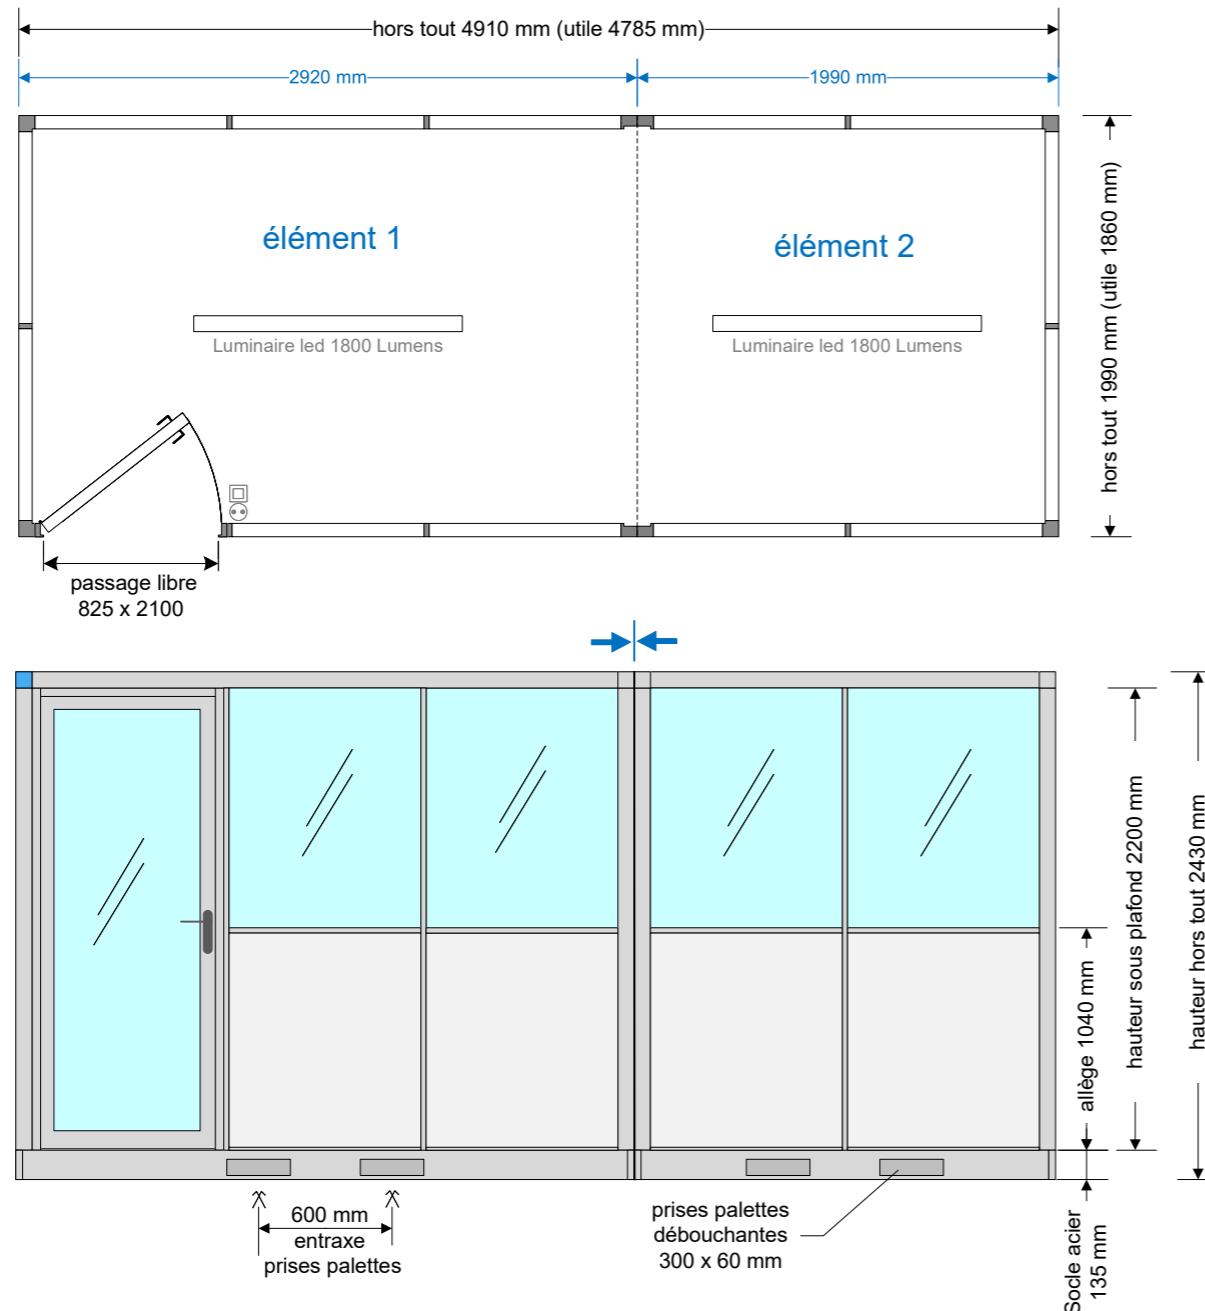 hors tout 4910 mm (utile 4785 mm)
2920 mm
1990 mm
élément 1
élément 2
Luminaire led 1800 Lumens
Luminaire led 1800 Lumens
hors tout 1990 mm (utile 1860 mm)
passage libre
825 x 2100
allège 1040 mm
hauteur sous plafond 2200 mm
hauteur hors tout 2430 mm
600 mm
entraxe
prises palettes
prises palettes
débouchantes
300 x 60 mm
Socle acier
135 mm